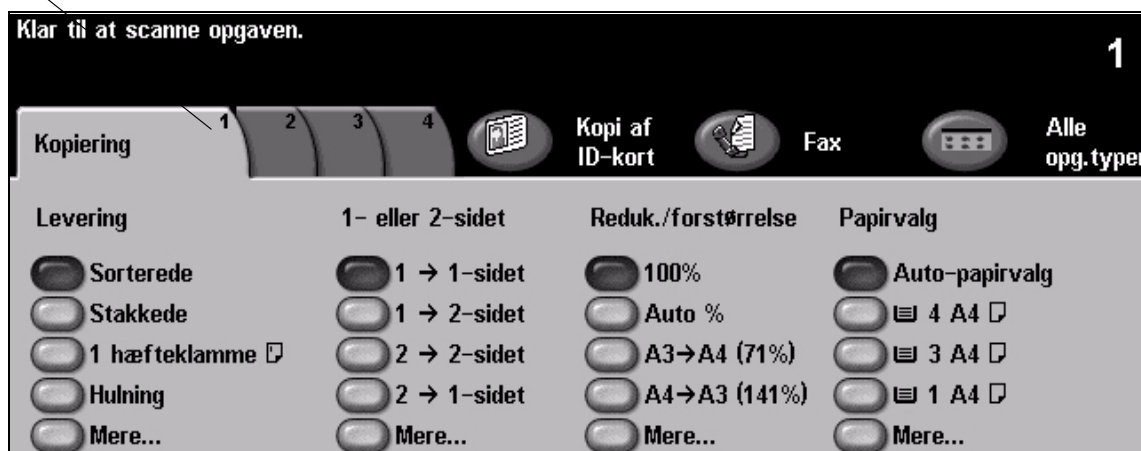 Klar til at scanne opgaven.
1
Kopiering
1
2
3
4
Kopi af
ID-kort
Fax
Alle
opg.typer
Levering
Sorterede
Stakkede
1 hæfteklamme
Hulning
Mere...
1- eller 2-sidet
1 → 1-sidet
1 → 2-sidet
2 → 2-sidet
2 → 1-sidet
Mere...
Reduk./forstørrelse
100%
Auto %
A3→A4 (71%)
A4→A3 (141%)
Mere...
Papirvalg
Auto-papirvalg
4 A4
3 A4
1 A4
Mere...